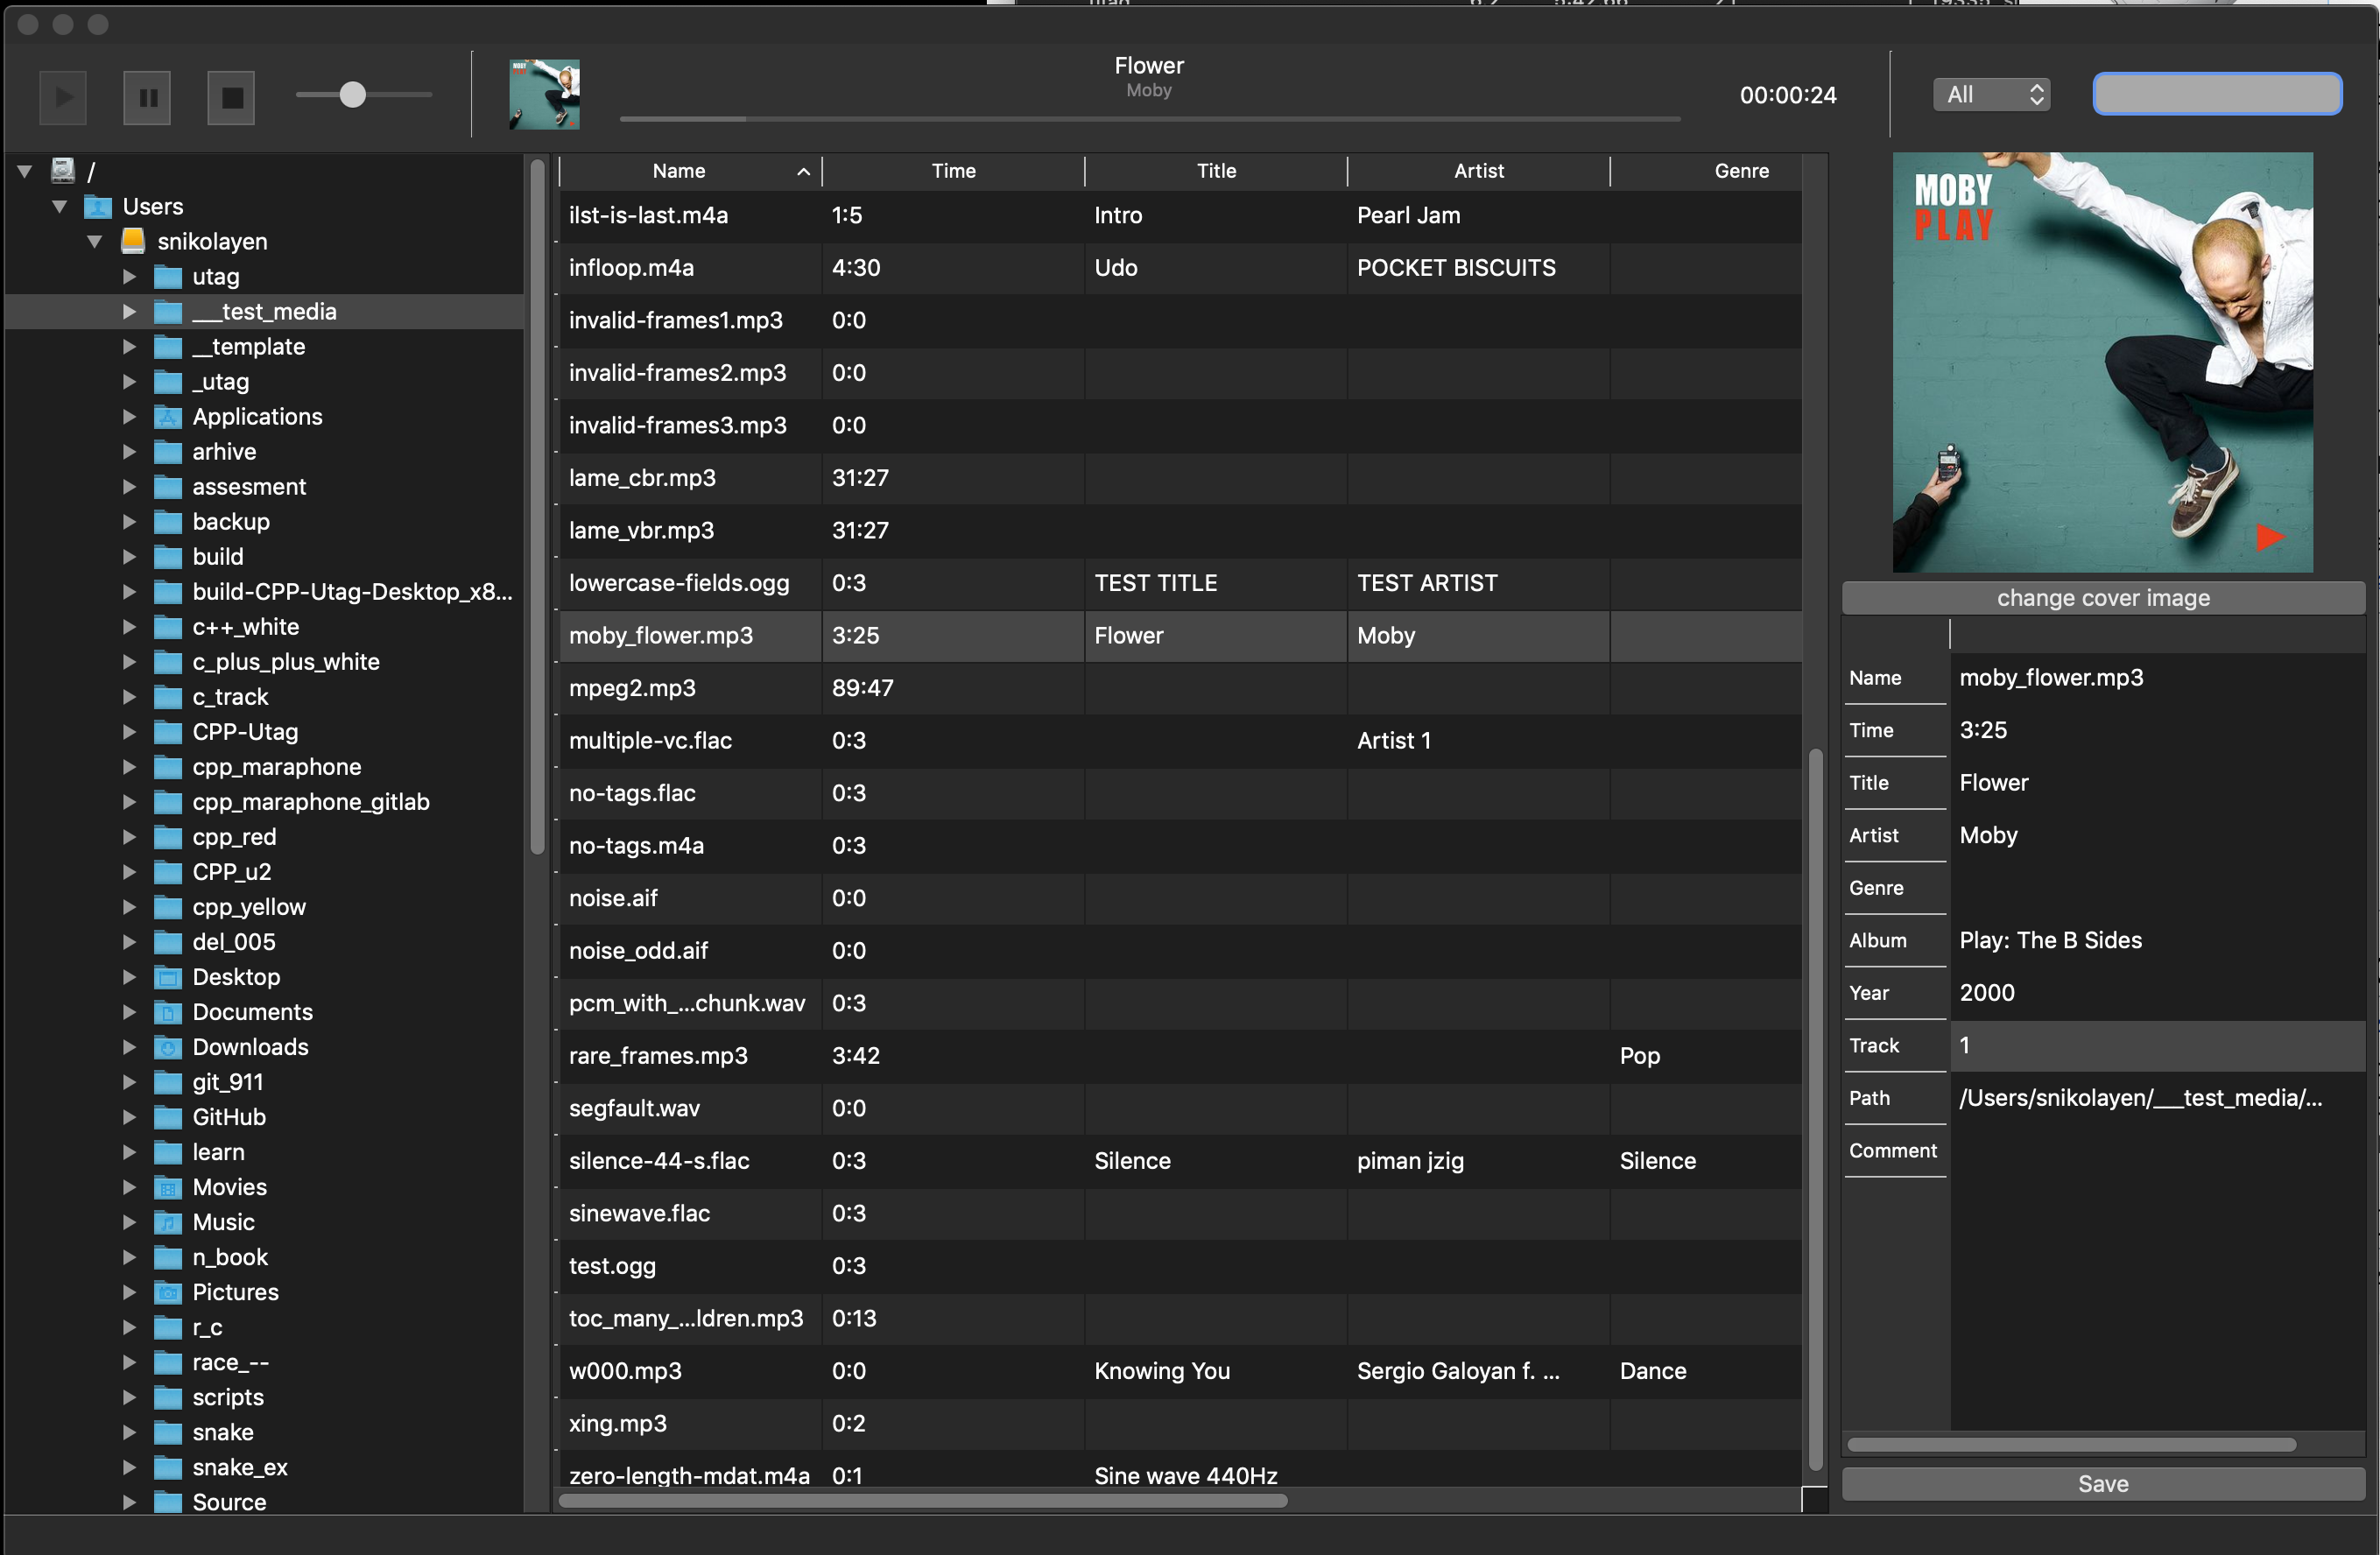 Flower
Moby
00:00:24
All
/
Users
snikolayen
utag
___test_media
__template
_utag
Applications
arhive
assesment
backup
build
build-CPP-Utag-Desktop_x8...
c++_white
c_plus_plus_white
c_track
CPP-Utag
cpp_maraphone
cpp_maraphone_gitlab
cpp_red
CPP_u2
cpp_yellow
del_005
Desktop
Documents
Downloads
git_911
GitHub
learn
Movies
Music
n_book
Pictures
r_c
race_--
scripts
snake
snake_ex
Source
Name Time Title Artist Genre
ilst-is-last.m4a 1:5 Intro Pearl Jam
infloop.m4a 4:30 Udo POCKET BISCUITS
invalid-frames1.mp3 0:0
invalid-frames2.mp3 0:0
invalid-frames3.mp3 0:0
lame_cbr.mp3 31:27
lame_vbr.mp3 31:27
lowercase-fields.ogg 0:3 TEST TITLE TEST ARTIST
moby_flower.mp3 3:25 Flower Moby
mpeg2.mp3 89:47
multiple-vc.flac 0:3 Artist 1
no-tags.flac 0:3
no-tags.m4a 0:3
noise.aif 0:0
noise_odd.aif 0:0
pcm_with_...chunk.wav 0:3
rare_frames.mp3 3:42 Pop
segfault.wav 0:0
silence-44-s.flac 0:3 Silence piman jzig Silence
sinewave.flac 0:3
test.ogg 0:3
toc_many_...ldren.mp3 0:13
w000.mp3 0:0 Knowing You Sergio Galoyan f. ... Dance
xing.mp3 0:2
zero-length-mdat.m4a 0:1 Sine wave 440Hz
MOBY
PLAY
change cover image
Name moby_flower.mp3
Time 3:25
Title Flower
Artist Moby
Genre
Album Play: The B Sides
Year 2000
Track 1
Path /Users/snikolayen/___test_media/...
Comment
Save